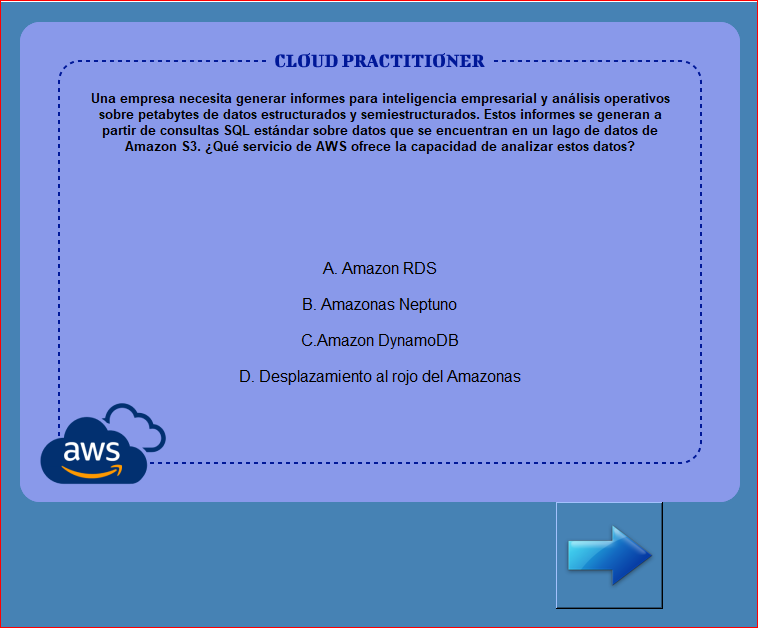 CLOUD PRACTITIONER
Una empresa necesita generar informes para inteligencia empresarial y análisis operativos
sobre petabytes de datos estructurados y semiestructurados. Estos informes se generan a
partir de consultas SQL estándar sobre datos que se encuentran en un lago de datos de
Amazon S3. ¿Qué servicio de AWS ofrece la capacidad de analizar estos datos?
A. Amazon RDS
B. Amazonas Neptuno
C.Amazon DynamoDB
D. Desplazamiento al rojo del Amazonas
aws